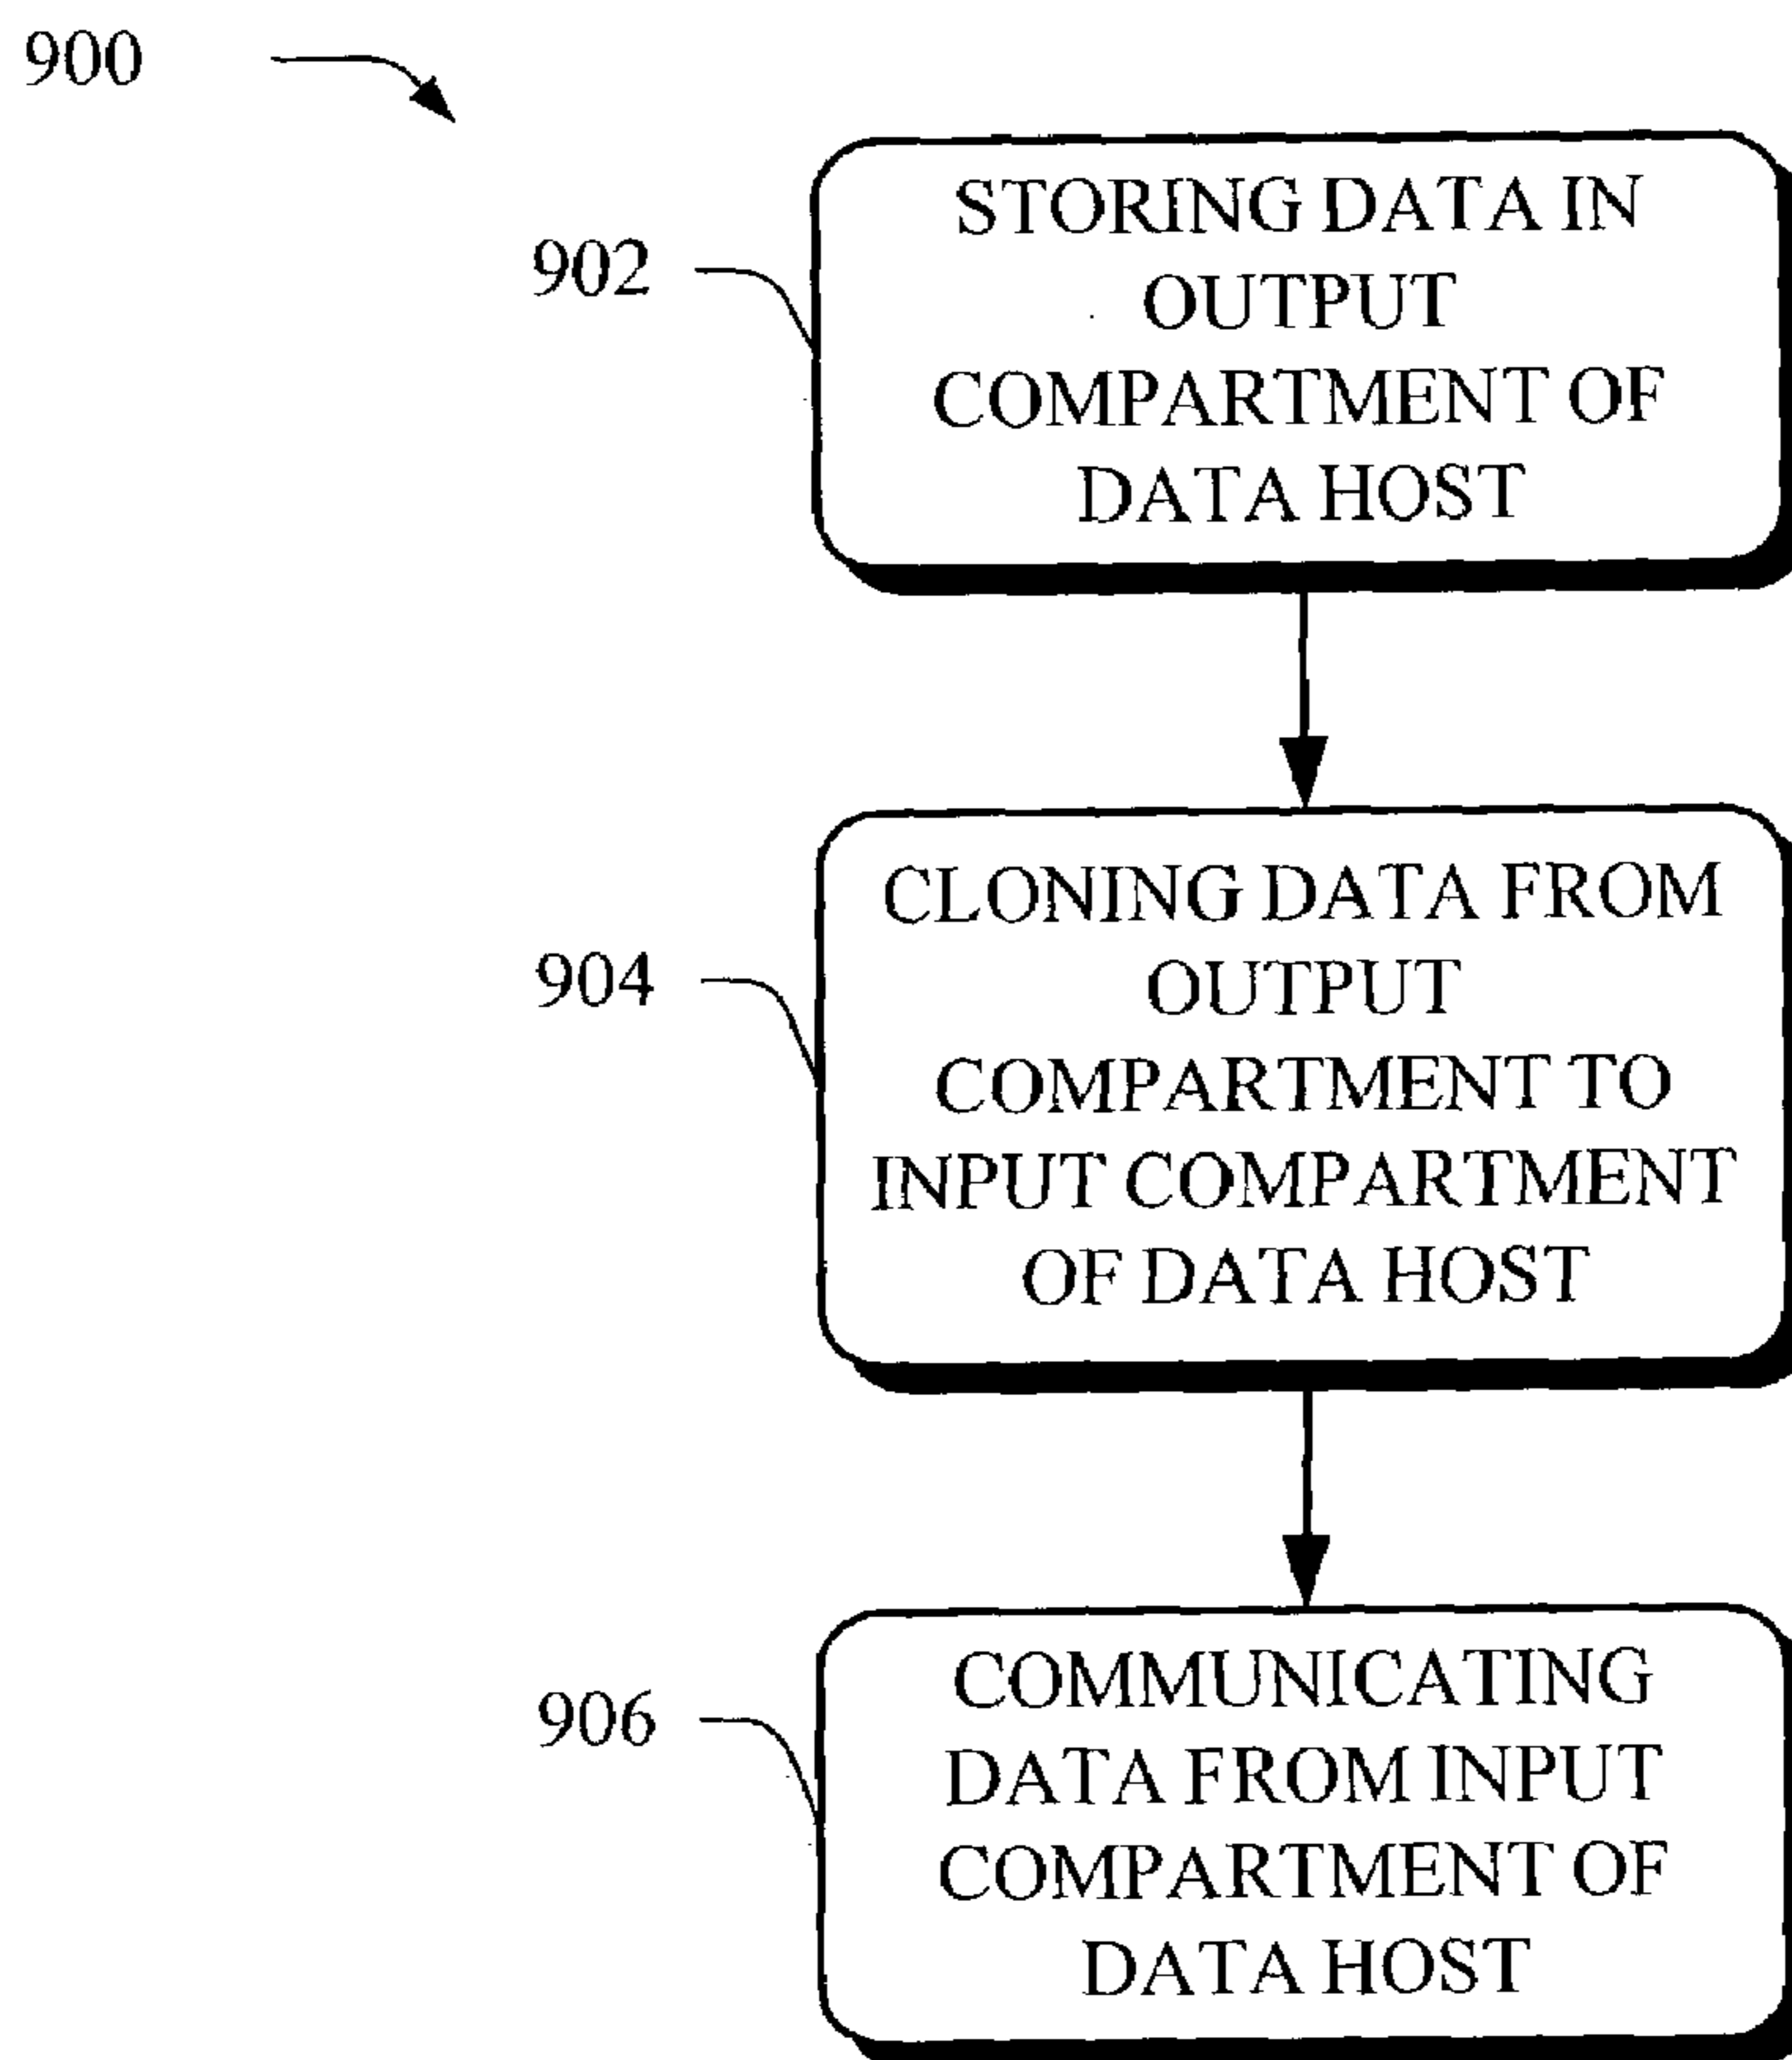 900
902
STORING DATA IN
OUTPUT
COMPARTMENT OF
DATA HOST
904
CLONING DATA FROM
OUTPUT
COMPARTMENT TO
INPUT COMPARTMENT
OF DATA HOST
906
COMMUNICATING
DATA FROM INPUT
COMPARTMENT OF
DATA HOST